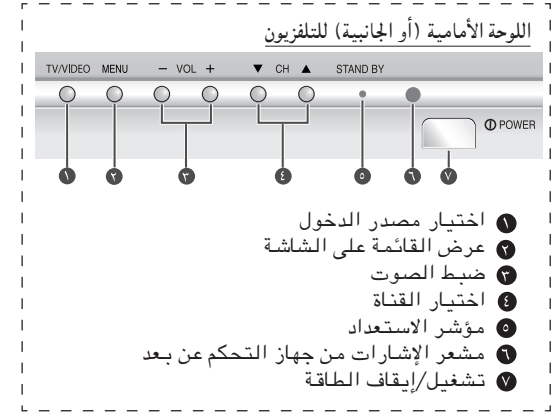 اللوحة الأمامية (أو الجانبية) للتلفزيون
TV/VIDEO MENU − VOL + ▼ CH ▲ STAND BY
POWER
١ ٢ ٣ ٤ ٥ ٦ ٧
١ اختيار مصدر الدخول
٢ عرض القائمة على الشاشة
٣ ضبط الصوت
٤ اختيار القناة
٥ مؤشر الاستعداد
٦ مشعر الإشارات من جهاز التحكم عن بعد
٧ تشغيل/إيقاف الطاقة